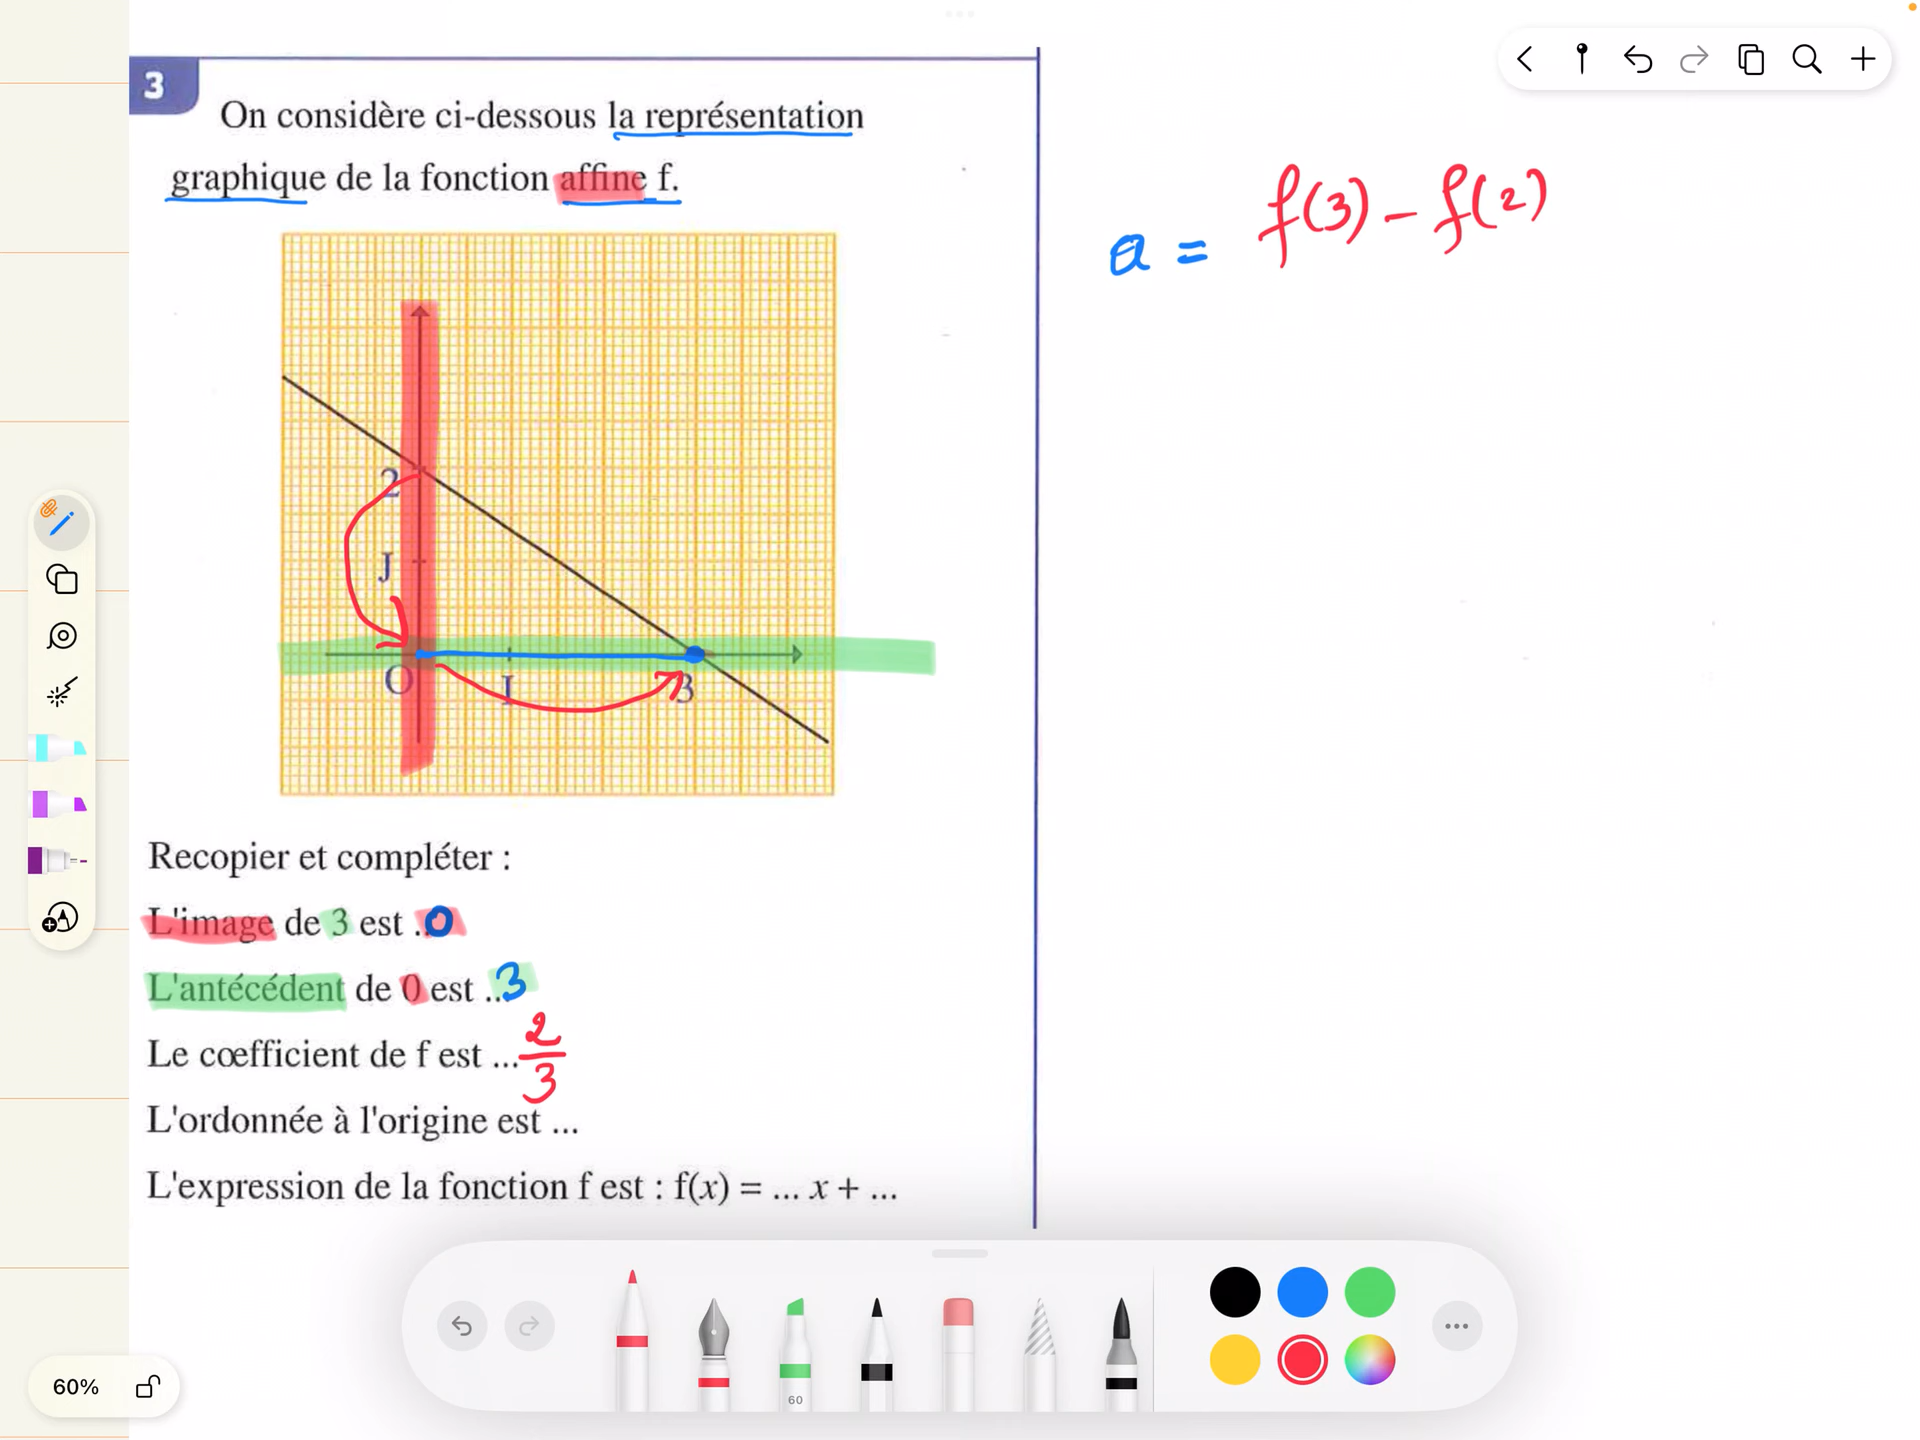 3
On considère ci-dessous la représentation
graphique de la fonction affine f.
2
J
O
I
3
Recopier et compléter :
L'image de 3 est ..0
L'antécédent de 0 est ..3
Le cœfficient de f est ... 2/3
L'ordonnée à l'origine est ...
L'expression de la fonction f est : f(x) = ... x + ...
a = f(3) - f(2)
60
60%